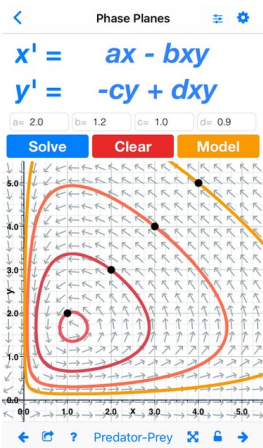 Phase Planes
x' = ax - bxy
y' = -cy + dxy
a= 2.0 b= 1.2 c= 1.0 d= 0.9
Solve Clear Model
5.0
4.0
3.0
y
2.0
1.0
0.0
0.0 1.0 2.0 x 3.0 4.0 5.0
? Predator-Prey